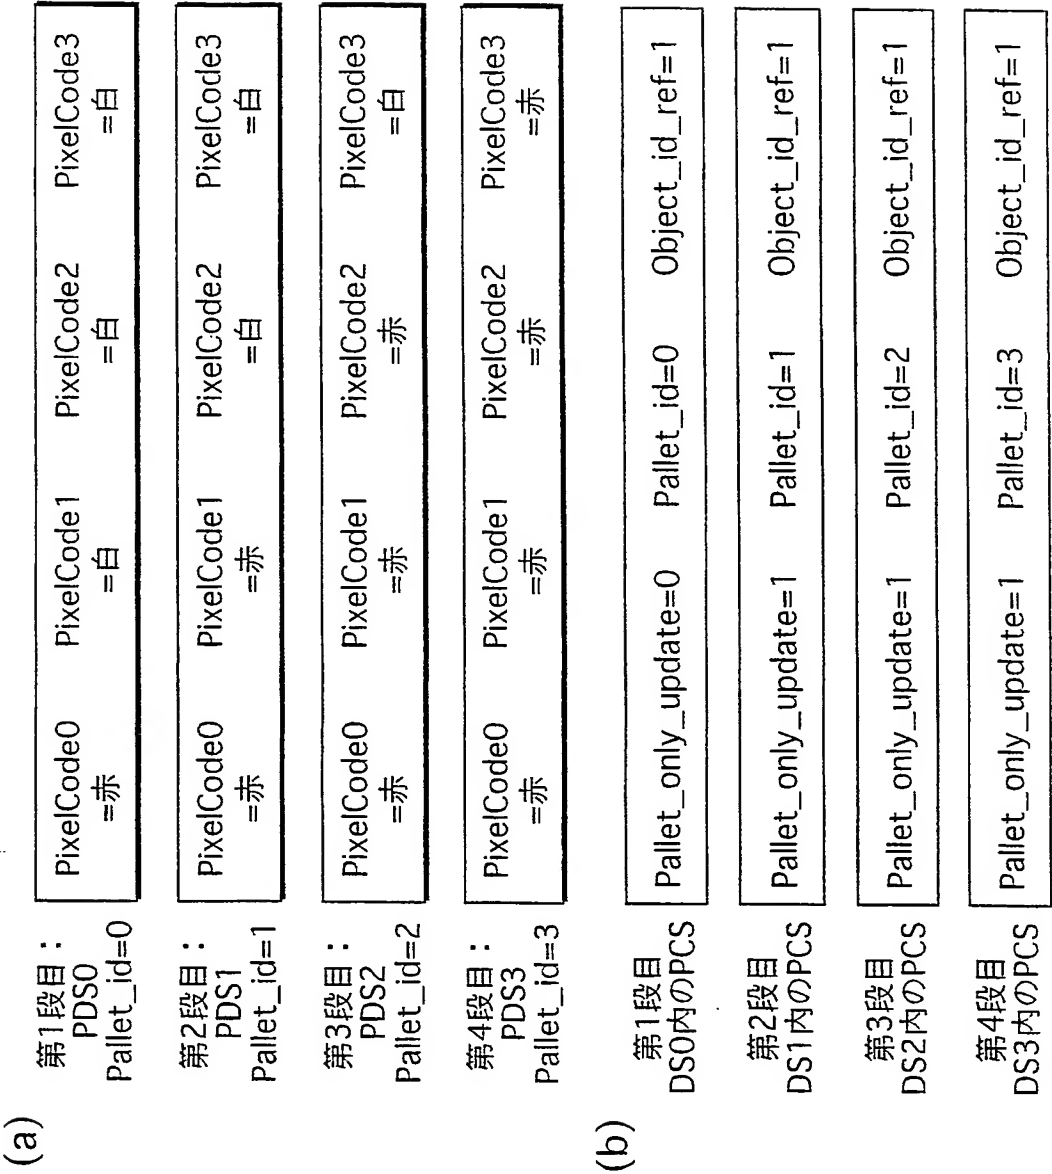 (a)
第1段目：
PDS0
Pallet_id=0
PixelCode0
=赤
PixelCode1
=白
PixelCode2
=白
PixelCode3
=白
第2段目：
PDS1
Pallet_id=1
PixelCode0
=赤
PixelCode1
=赤
PixelCode2
=白
PixelCode3
=白
第3段目：
PDS2
Pallet_id=2
PixelCode0
=赤
PixelCode1
=赤
PixelCode2
=赤
PixelCode3
=白
第4段目：
PDS3
Pallet_id=3
PixelCode0
=赤
PixelCode1
=赤
PixelCode2
=赤
PixelCode3
=赤
(b)
第1段目
DS0内のPCS
Pallet_only_update=0 Pallet_id=0 Object_id_ref=1
第2段目
DS1内のPCS
Pallet_only_update=1 Pallet_id=1 Object_id_ref=1
第3段目
DS2内のPCS
Pallet_only_update=1 Pallet_id=2 Object_id_ref=1
第4段目
DS3内のPCS
Pallet_only_update=1 Pallet_id=3 Object_id_ref=1